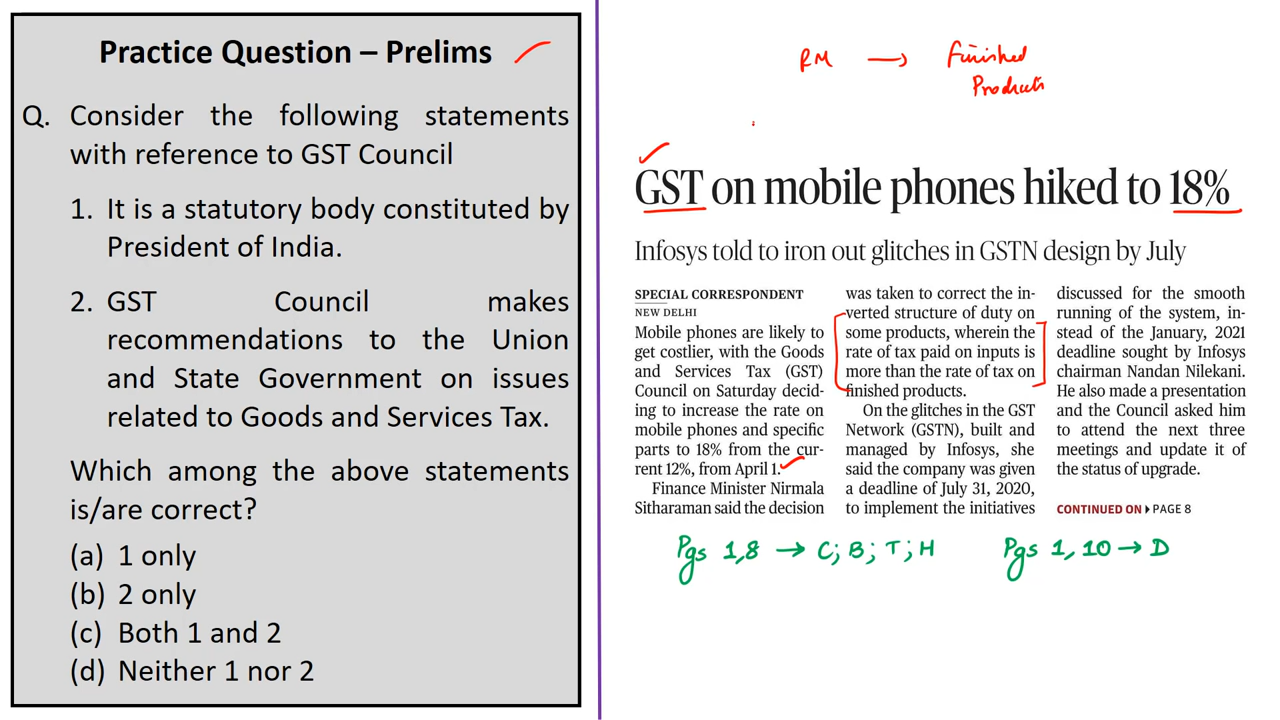 Practice Question – Prelims
Q. Consider the following statements
with reference to GST Council
1. It is a statutory body constituted by
President of India.
2. GST Council makes
recommendations to the Union
and State Government on issues
related to Goods and Services Tax.
Which among the above statements
is/are correct?
(a) 1 only
(b) 2 only
(c) Both 1 and 2
(d) Neither 1 nor 2
RM → Finished
Products
GST on mobile phones hiked to 18%
Infosys told to iron out glitches in GSTN design by July
SPECIAL CORRESPONDENT
NEW DELHI
Mobile phones are likely to
get costlier, with the Goods
and Services Tax (GST)
Council on Saturday decid-
ing to increase the rate on
mobile phones and specific
parts to 18% from the cur-
rent 12%, from April 1.
Finance Minister Nirmala
Sitharaman said the decision
was taken to correct the in-
verted structure of duty on
some products, wherein the
rate of tax paid on inputs is
more than the rate of tax on
finished products.
On the glitches in the GST
Network (GSTN), built and
managed by Infosys, she
said the company was given
a deadline of July 31, 2020,
to implement the initiatives
discussed for the smooth
running of the system, in-
stead of the January, 2021
deadline sought by Infosys
chairman Nandan Nilekani.
He also made a presentation
and the Council asked him
to attend the next three
meetings and update it of
the status of upgrade.
CONTINUED ON PAGE 8
Pgs 1,8 → C; B; T; H
Pgs 1, 10 → D